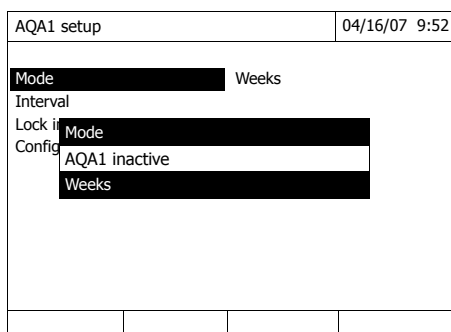 AQA1 setup 04/16/07 9:52
Mode Weeks
Interval
Lock
Config
Mode
AQA1 inactive
Weeks